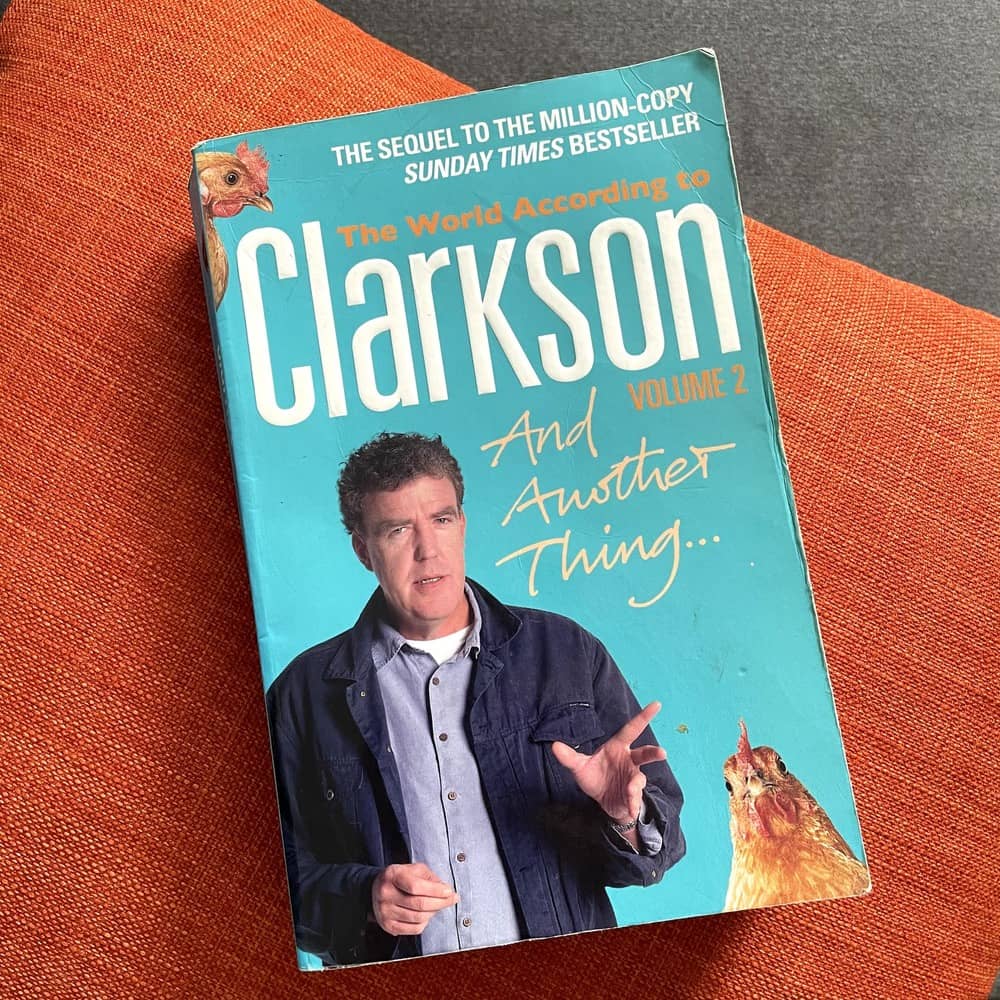 THE SEQUEL TO THE MILLION-COPY
SUNDAY TIMES BESTSELLER
The World According to
Clarkson
VOLUME 2
And
Another
Thing...